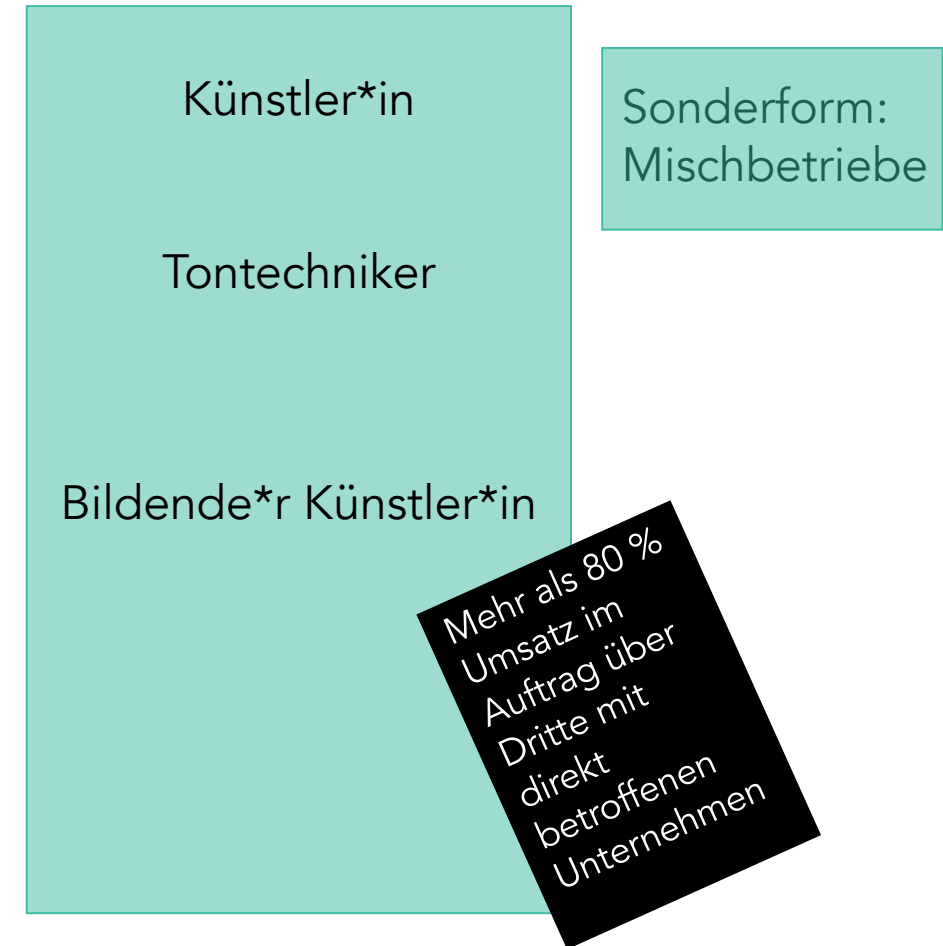 Künstler*in
Tontechniker
Bildende*r Künstler*in
Sonderform:
Mischbetriebe
Mehr als 80 %
Umsatz im
Auftrag über
Dritte mit
direkt
betroffenen
Unternehmen